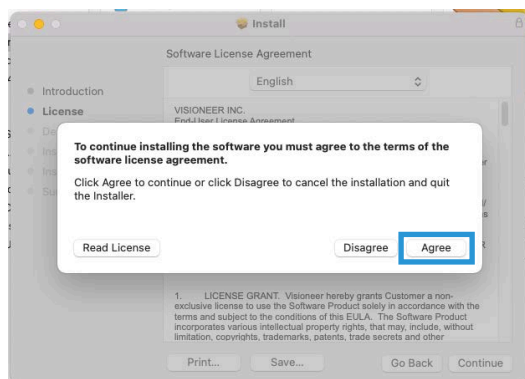 Install
Software License Agreement
English
Introduction
License
VISIONEER INC.
End-User License Agreement
To continue installing the software you must agree to the terms of the
software license agreement.
Click Agree to continue or click Disagree to cancel the installation and quit
the Installer.
Read License
Disagree
Agree
1. LICENSE GRANT. Visioneer hereby grants Customer a non-
exclusive license to use the Software Product solely in accordance with the
terms and subject to the conditions of this EULA. The Software Product
incorporates various intellectual property rights, that may, include, without
limitation, copyrights, trademarks, patents, trade secrets and other
Print...
Save...
Go Back
Continue